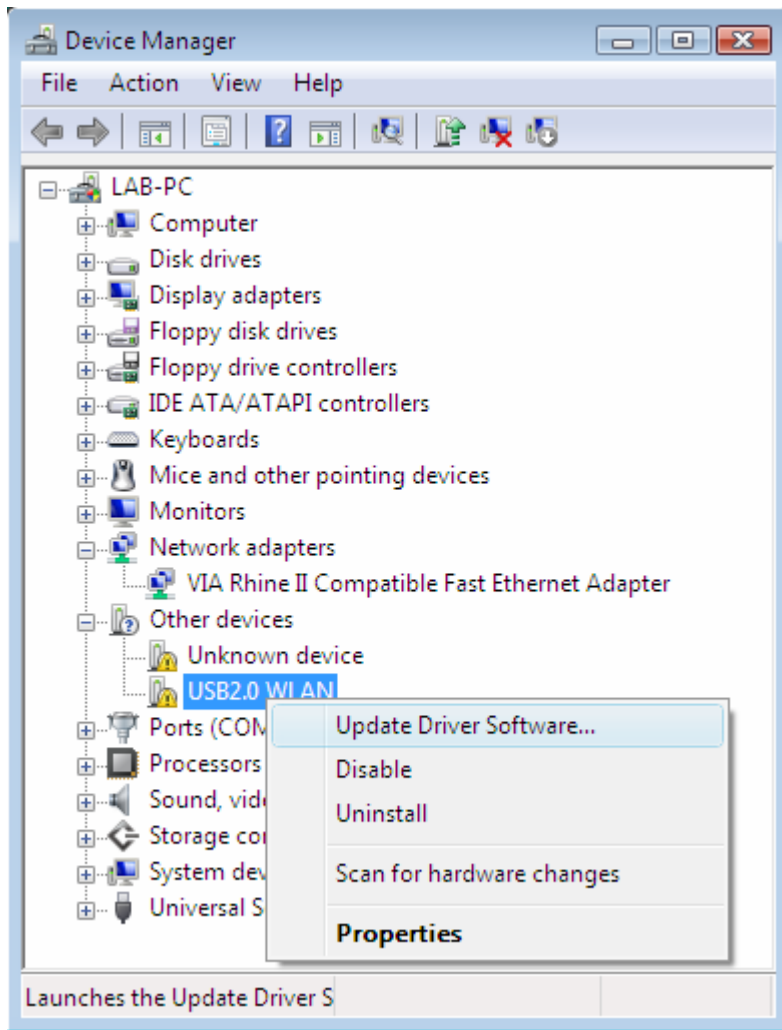 Device Manager
File Action View Help
LAB-PC
Computer
Disk drives
Display adapters
Floppy disk drives
Floppy drive controllers
IDE ATA/ATAPI controllers
Keyboards
Mice and other pointing devices
Monitors
Network adapters
VIA Rhine II Compatible Fast Ethernet Adapter
Other devices
Unknown device
USB2.0 WLAN
Ports (COM
Processors
Sound, vid
Storage co
System dev
Universal S
Update Driver Software...
Disable
Uninstall
Scan for hardware changes
Properties
Launches the Update Driver S